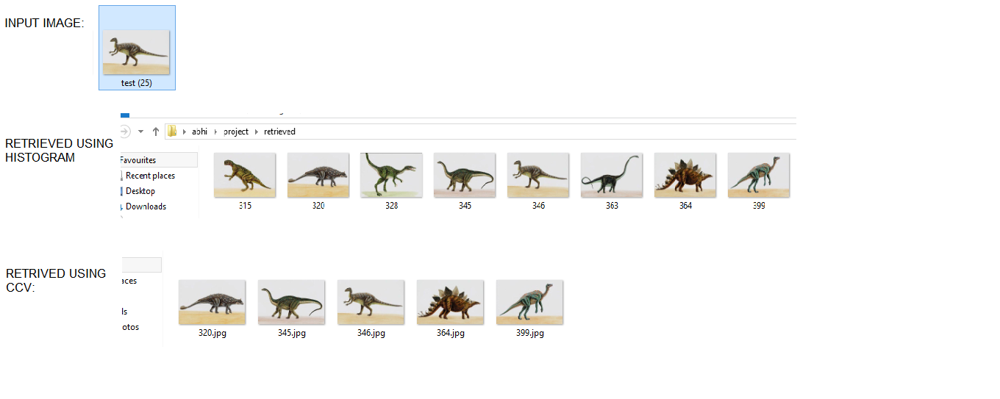 INPUT IMAGE:
test (25)
RETRIEVED USING
HISTOGRAM
abhi project retrieved
Favourites
Recent places
Desktop
Downloads
315 320 328 345 346 363 364 399
RETRIVED USING
CCV:
aces
ls
otos
320.jpg 345.jpg 346.jpg 364.jpg 399.jpg